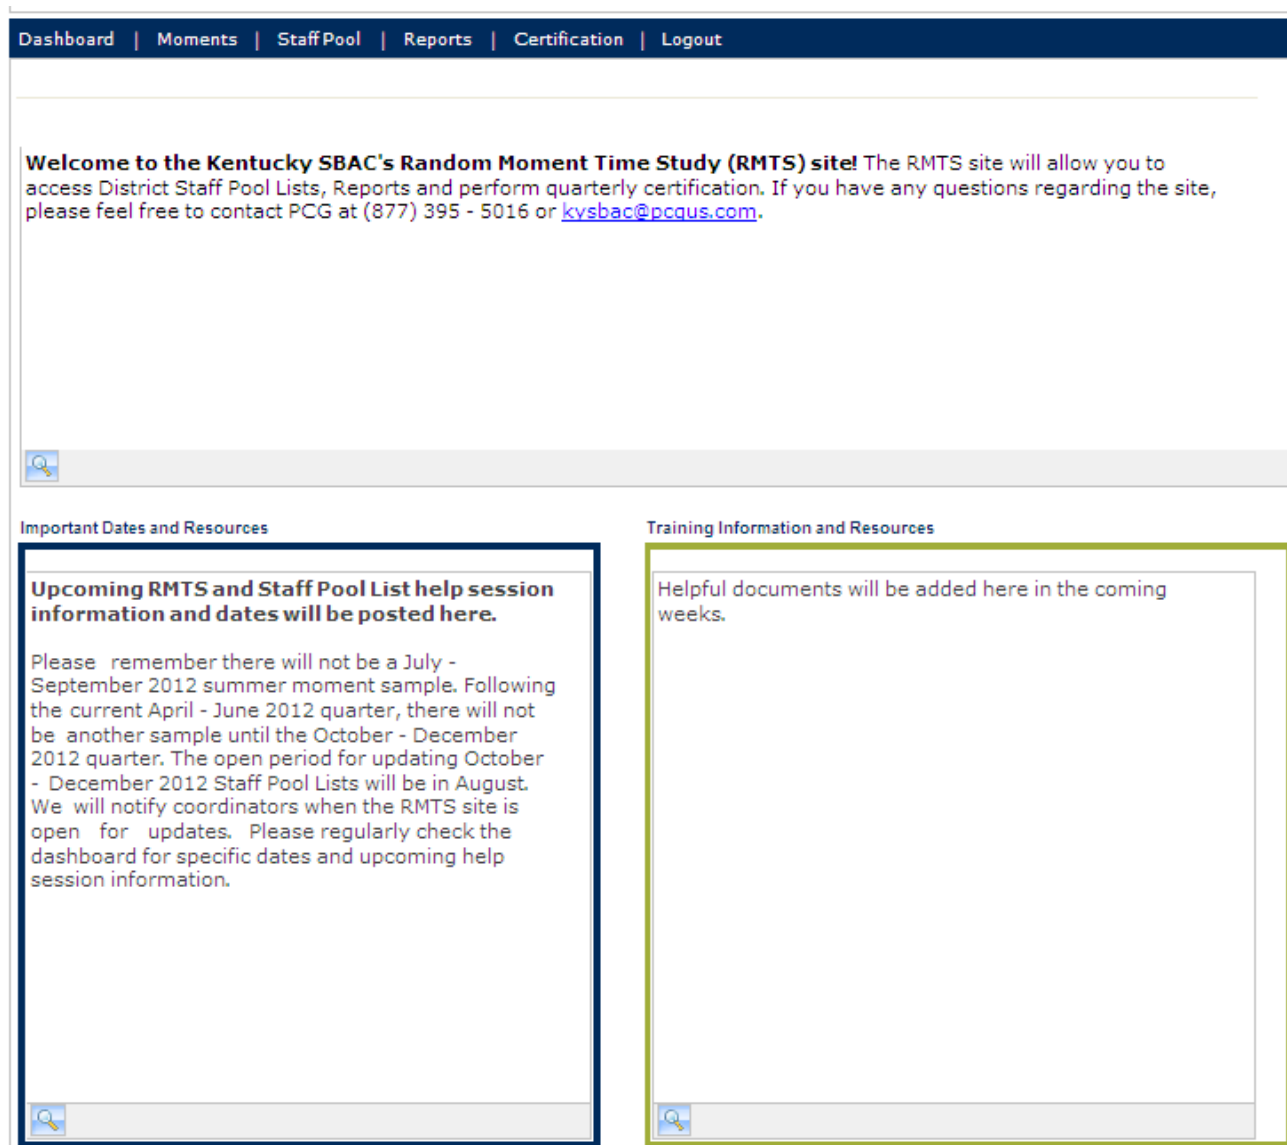 Dashboard | Moments | Staff Pool | Reports | Certification | Logout
Welcome to the Kentucky SBAC's Random Moment Time Study (RMTS) site! The RMTS site will allow you to
access District Staff Pool Lists, Reports and perform quarterly certification. If you have any questions regarding the site,
please feel free to contact PCG at (877) 395 - 5016 or kysbac@pcgus.com.
Important Dates and Resources
Upcoming RMTS and Staff Pool List help session
information and dates will be posted here.
Please remember there will not be a July -
September 2012 summer moment sample. Following
the current April - June 2012 quarter, there will not
be another sample until the October - December
2012 quarter. The open period for updating October
- December 2012 Staff Pool Lists will be in August.
We will notify coordinators when the RMTS site is
open for updates. Please regularly check the
dashboard for specific dates and upcoming help
session information.
Training Information and Resources
Helpful documents will be added here in the coming
weeks.